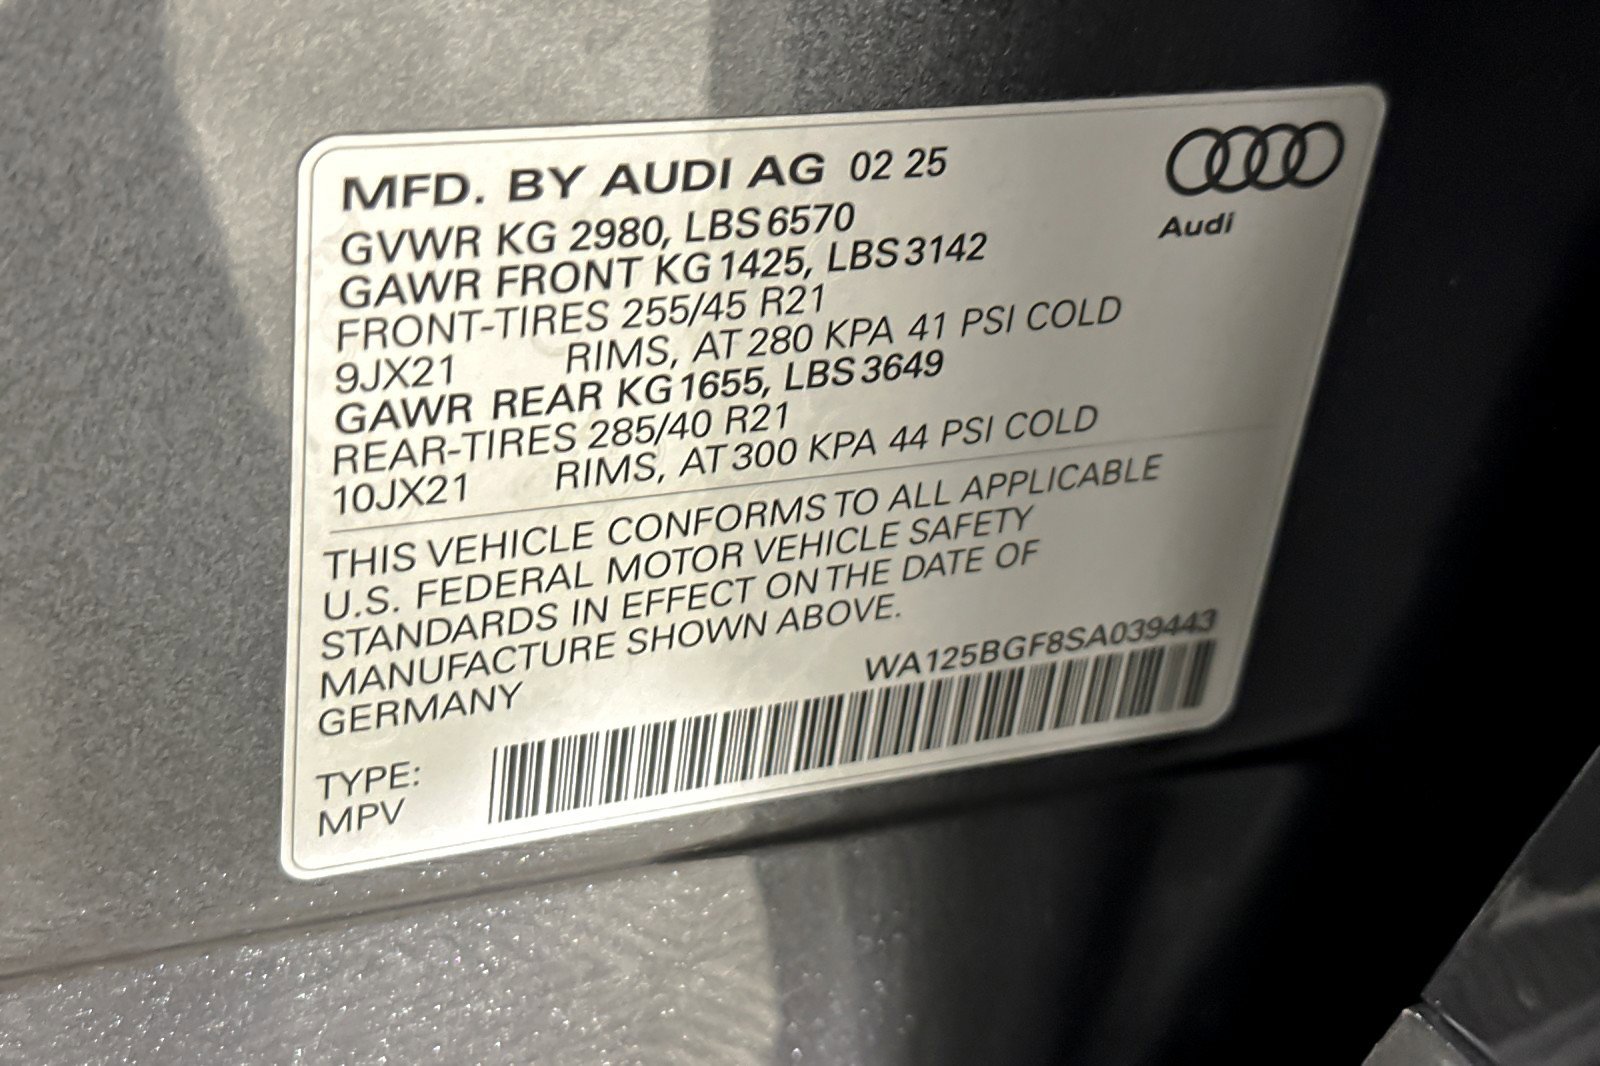 MFD. BY AUDI AG 02 25
Audi
GVWR KG 2980, LBS 6570
GAWR FRONT KG 1425, LBS 3142
FRONT-TIRES 255/45 R21
9JX21 RIMS, AT 280 KPA 41 PSI COLD
GAWR REAR KG 1655, LBS 3649
REAR-TIRES 285/40 R21
10JX21 RIMS, AT 300 KPA 44 PSI COLD
THIS VEHICLE CONFORMS TO ALL APPLICABLE
U.S. FEDERAL MOTOR VEHICLE SAFETY
STANDARDS IN EFFECT ON THE DATE OF
MANUFACTURE SHOWN ABOVE.
GERMANY
WA125BGF8SA039443
TYPE:
MPV